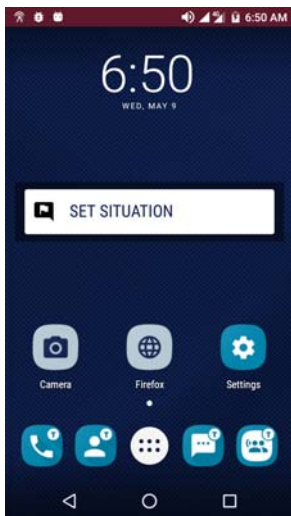 6:50 AM
6:50
WED, MAY 9
SET SITUATION
Camera
Firefox
Settings